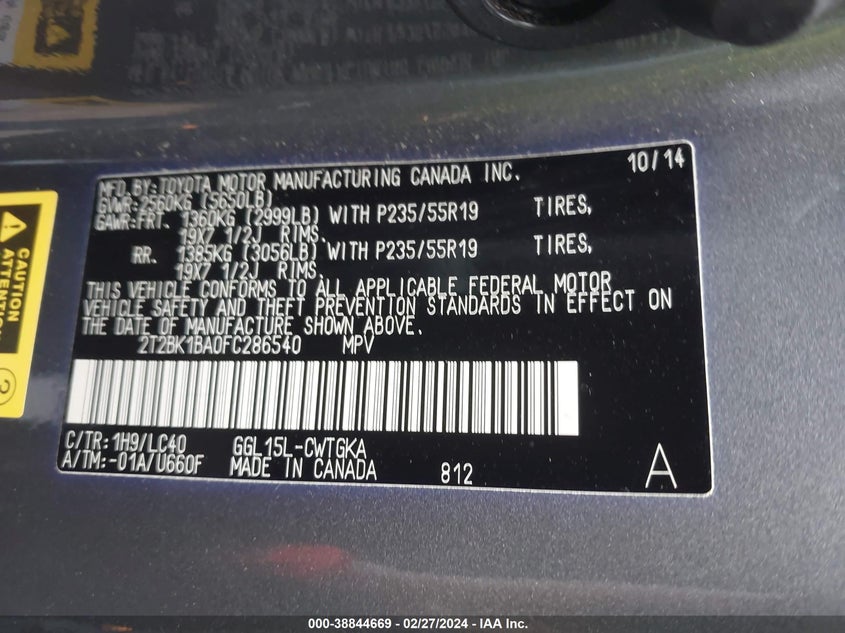 MFD. BY: TOYOTA MOTOR MANUFACTURING CANADA INC. 10/14
GVWR: 2560KG (5650LB)
GAWR: FRT. 1360KG (2999LB) WITH P235/55R19 TIRES,
19X7 1/2J RIMS.
RR. 1385KG (3056LB) WITH P235/55R19 TIRES,
19X7 1/2J RIMS.
THIS VEHICLE CONFORMS TO ALL APPLICABLE FEDERAL MOTOR
VEHICLE SAFETY AND THEFT PREVENTION STANDARDS IN EFFECT ON
THE DATE OF MANUFACTURE SHOWN ABOVE.
2T2BK1BA0FC286540 MPV
C/TR: 1H9/LC40 GGL15L-CWTGKA
A/TM: -01A/U660F MADE IN CANADA 812 A
CAUTION
ATTENTION
000-38844669 - 02/27/2024 - IAA Inc.